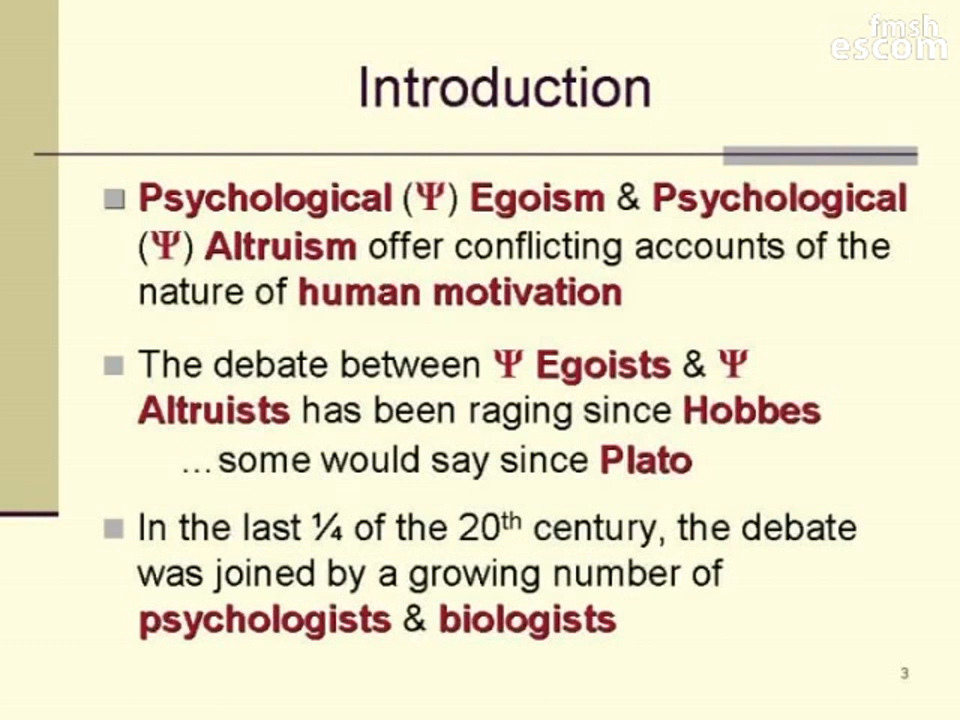 fmsh
escom
Introduction
Psychological (Ψ) Egoism & Psychological
(Ψ) Altruism offer conflicting accounts of the
nature of human motivation
The debate between Ψ Egoists & Ψ
Altruists has been raging since Hobbes
…some would say since Plato
In the last ¼ of the 20th century, the debate
was joined by a growing number of
psychologists & biologists
3